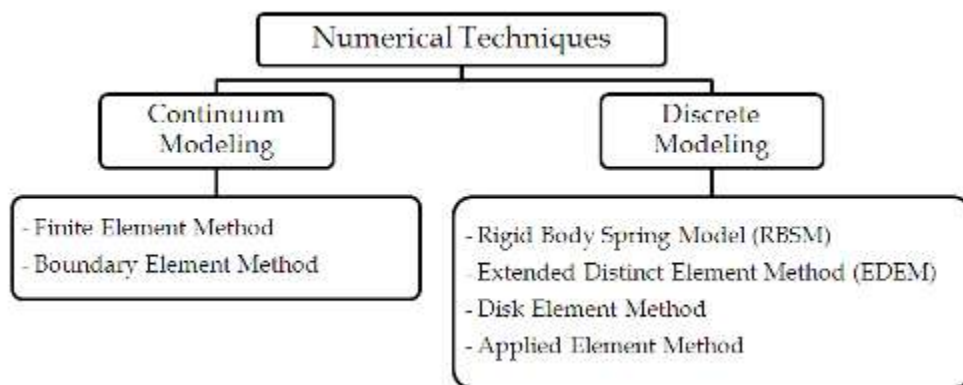 Numerical Techniques
Continuum
Modeling
Discrete
Modeling
- Finite Element Method
- Boundary Element Method
- Rigid Body Spring Model (RBSM)
- Extended Distinct Element Method (EDEM)
- Disk Element Method
- Applied Element Method